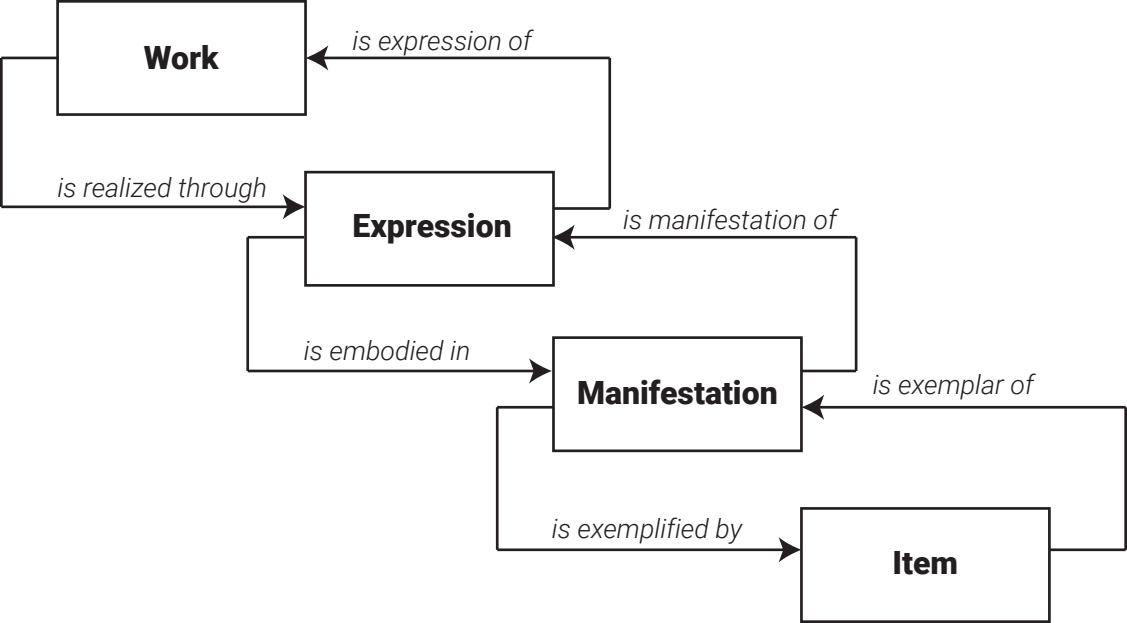 Work
is expression of
is realized through
Expression
is manifestation of
is embodied in
Manifestation
is exemplar of
is exemplified by
Item